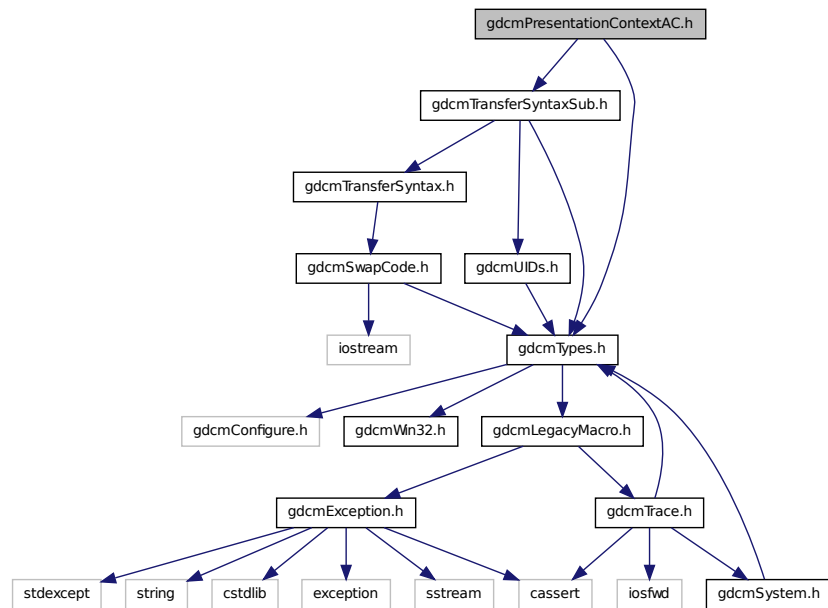 gdcmPresentationContextAC.h
gdcmTransferSyntaxSub.h
gdcmTransferSyntax.h
gdcmSwapCode.h
gdcmUIDs.h
iostream
gdcmTypes.h
gdcmConfigure.h
gdcmWin32.h
gdcmLegacyMacro.h
gdcmException.h
gdcmTrace.h
stdexcept
string
cstdlib
exception
sstream
cassert
iosfwd
gdcmSystem.h